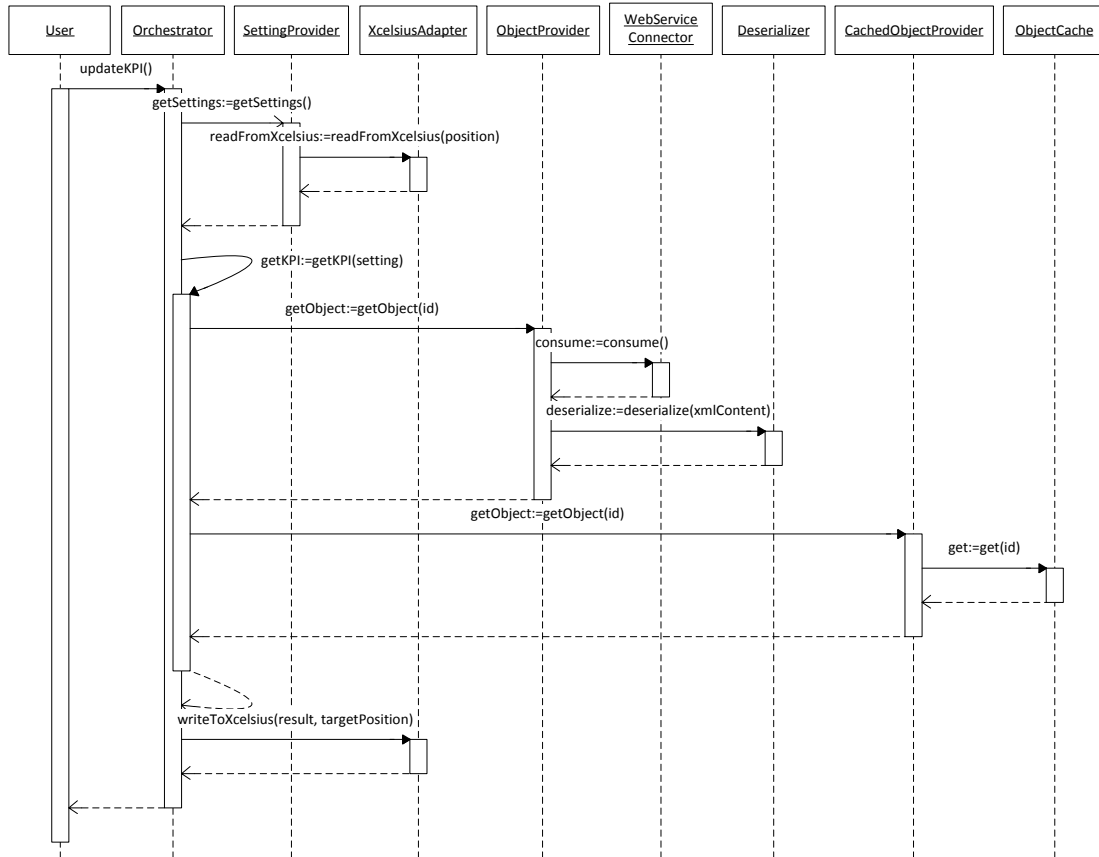 User
Orchestrator
SettingProvider
XcelsiusAdapter
ObjectProvider
WebService
Connector
Deserializer
CachedObjectProvider
ObjectCache
updateKPI()
getSettings:=getSettings()
readFromXcelsius:=readFromXcelsius(position)
getKPI:=getKPI(setting)
getObject:=getObject(id)
consume:=consume()
deserialize:=deserialize(xmlContent)
getObject:=getObject(id)
get:=get(id)
writeToXcelsius(result, targetPosition)